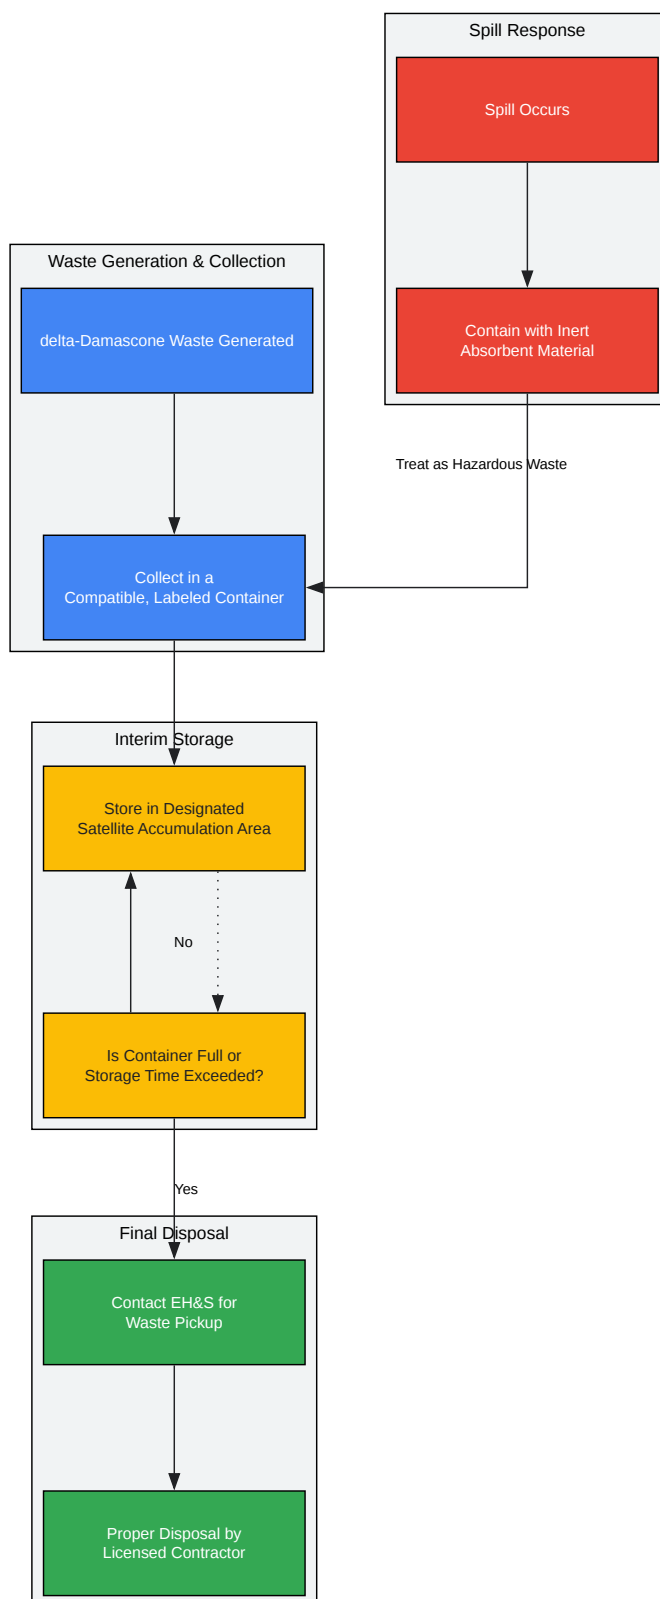 Spill Response
Spill Occurs
Waste Generation & Collection
delta-Damascone Waste Generated
Contain with Inert
Absorbent Material
Treat as Hazardous Waste
Collect in a
Compatible, Labeled Container
Interim Storage
Store in Designated
Satellite Accumulation Area
No
Is Container Full or
Storage Time Exceeded?
Yes
Final Disposal
Contact EH&S for
Waste Pickup
Proper Disposal by
Licensed Contractor